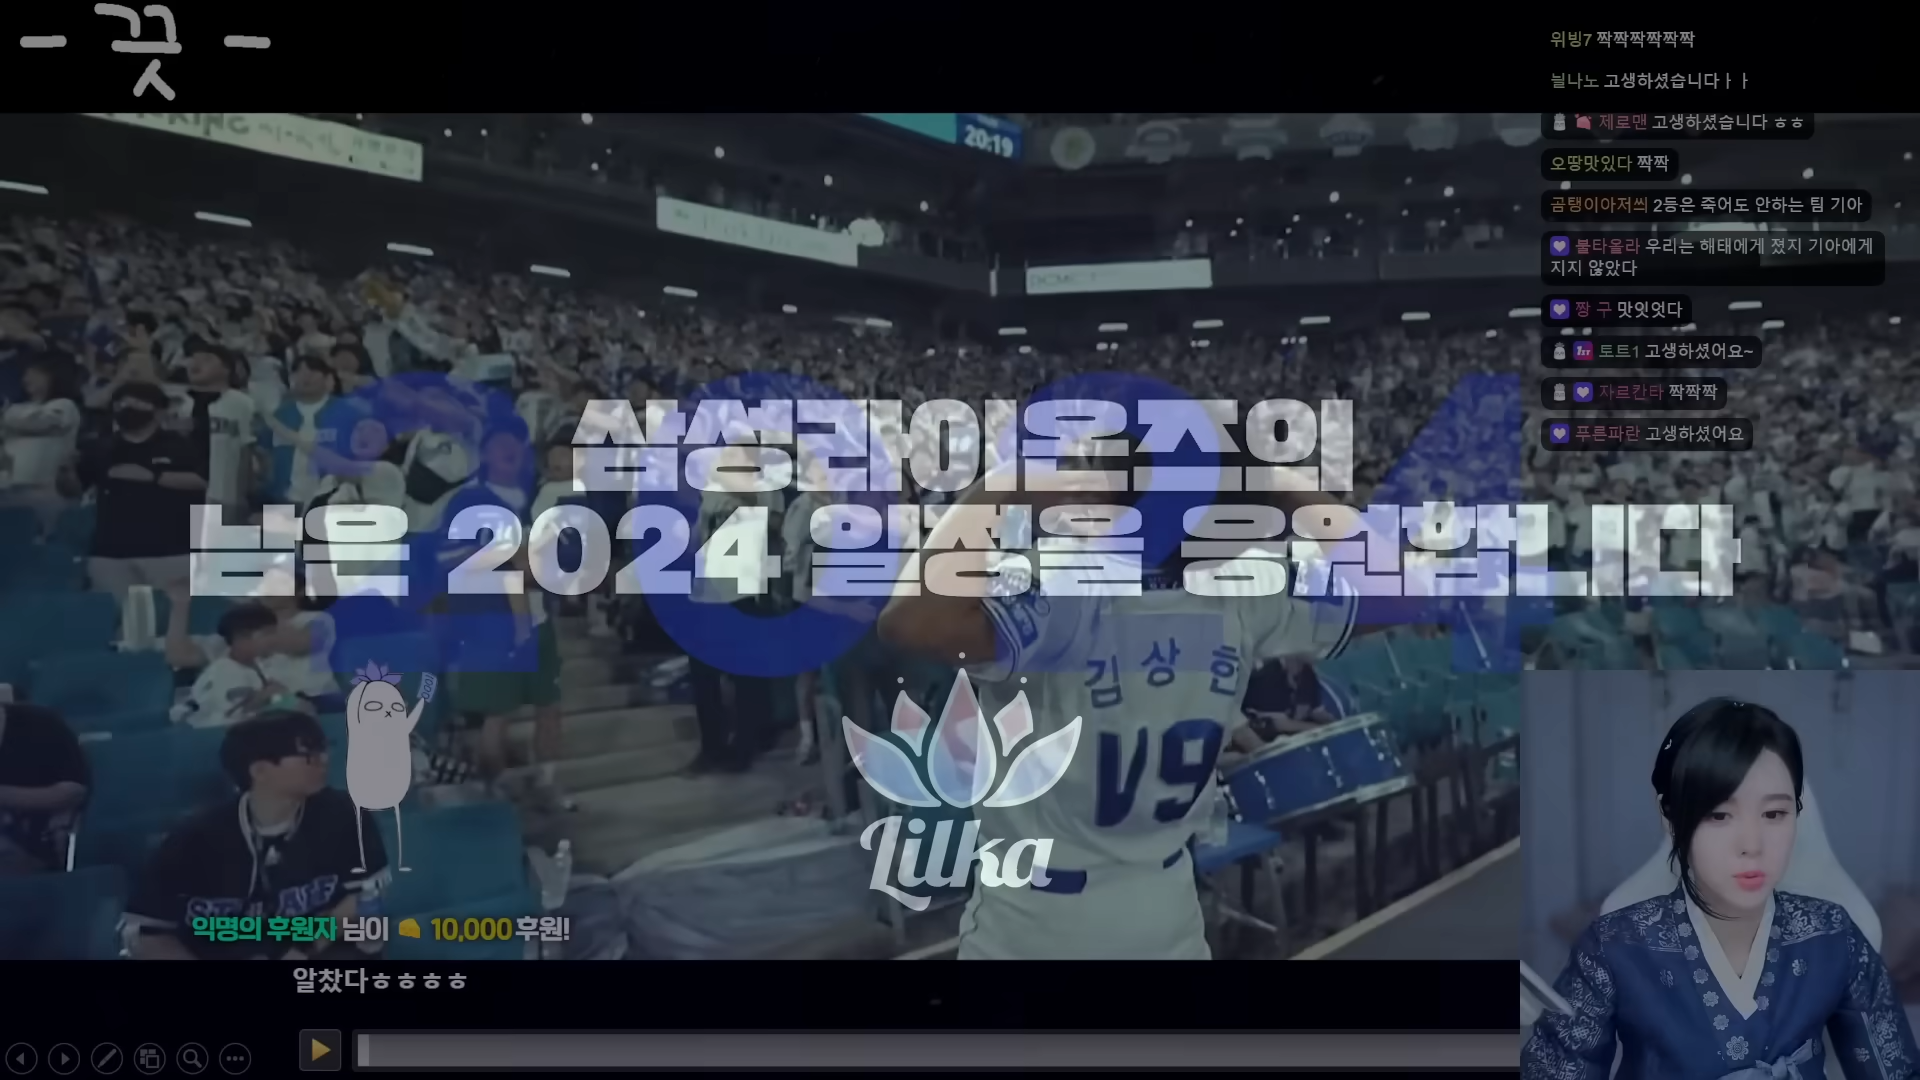 - 끗 -
20:19
위빙7 짝짝짝짝짝짝
늴나노 고생하셨습니다ㅏㅏ
제로맨 고생하셨습니다 ㅎㅎ
오땅맛있다 짝짝
곰탱이아저씌 2등은 죽어도 안하는 팀 기아
불타올라 우리는 해태에게 졌지 기아에게
지지 않았다
짱 구 맛잇엇다
토트1 고생하셨어요~
자르칸타 짝짝짝
푸른파란 고생하셨어요
2024
삼성라이온즈의
남은 2024 일정을 응원합니다
김상헌
V9
Lilka
익명의 후원자 님이 10,000 후원!
알찼다ㅎㅎㅎㅎ